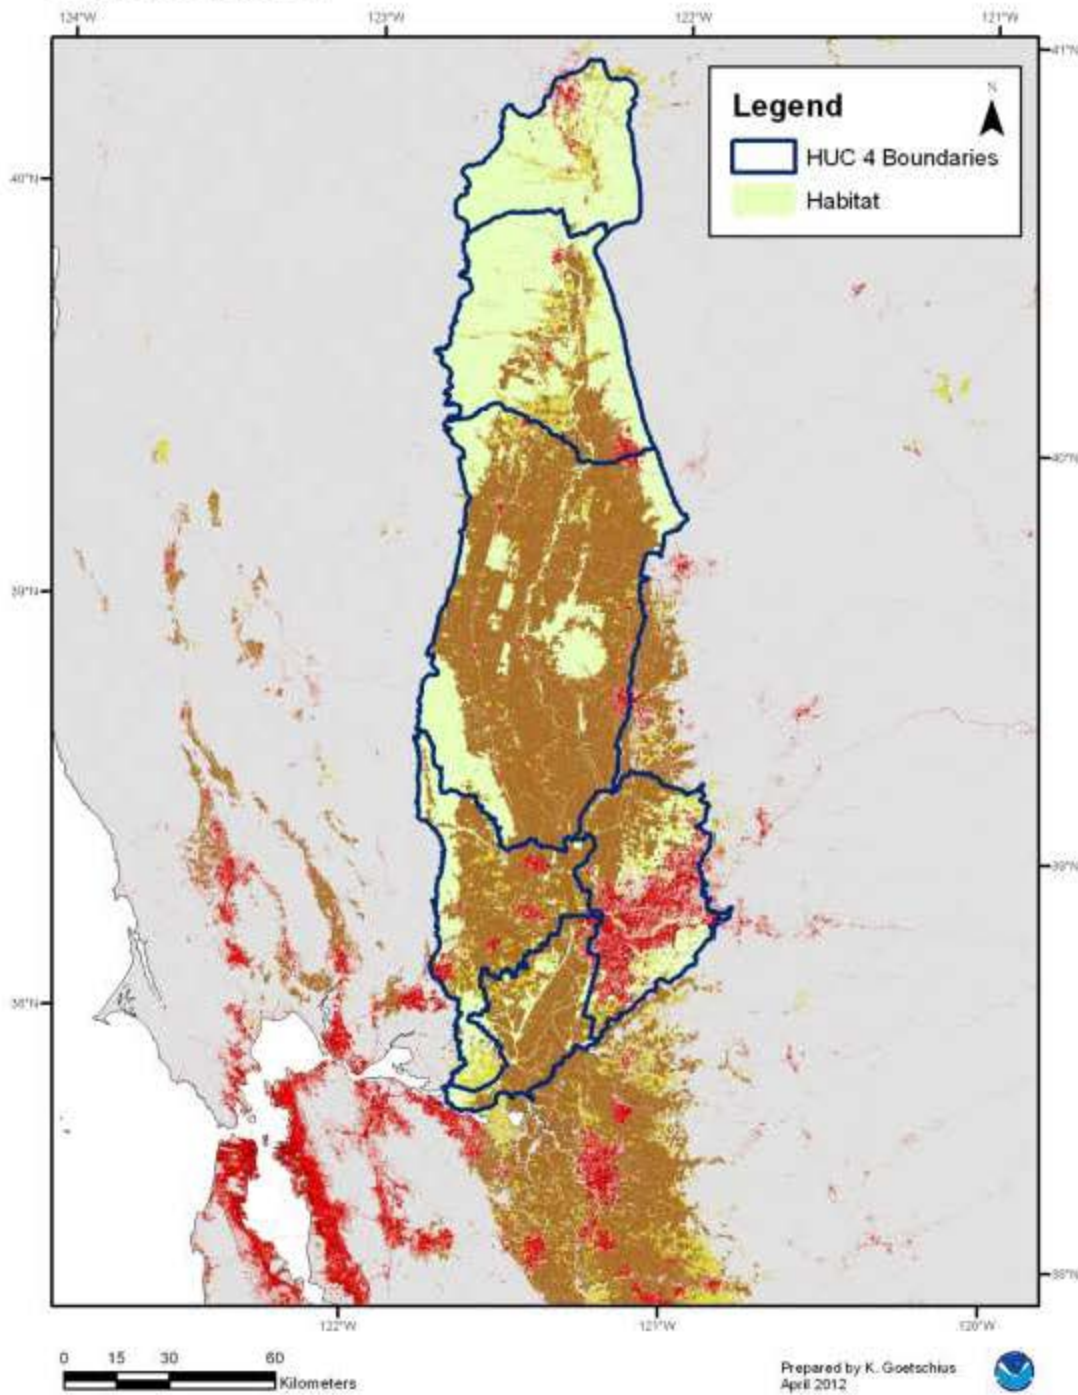 124°W 123°W 122°W 121°W
41°N
Legend
N
HUC 4 Boundaries
Habitat
40°N
40°N
39°N
39°N
38°N
38°N
122°W 121°W 120°W
0 15 30 60
Kilometers
Prepared by K. Goetschius
April 2012